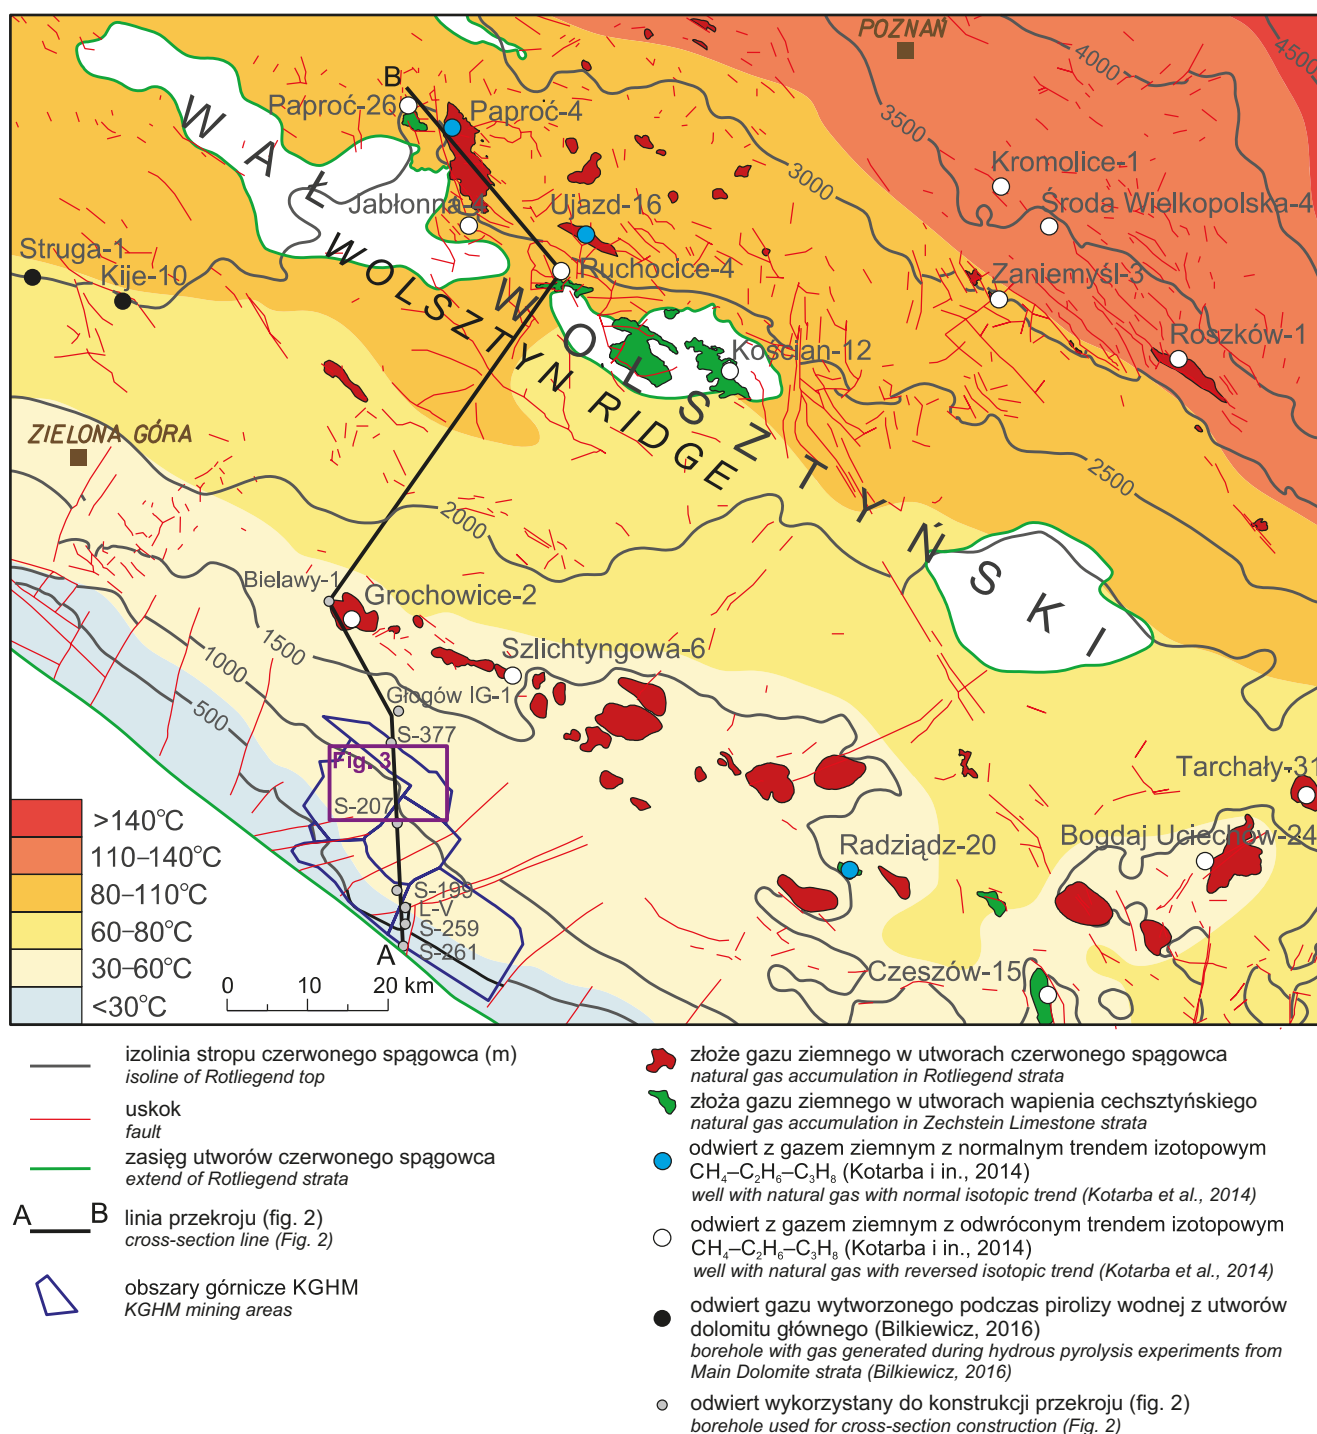 POZNAŃ
4500
4000
3500
3000
B
Paproć-26
Paproć-4
Kromolice-1
Środa Wielkopolska-4
Jabłonna-4
Ujazd-16
Struga-1
Kije-10
Ruchocice-4
Zaniemyśl-3
Roszków-1
Kościan-12
WAŁ WOLSZTYŃSKI
WOLSZTYN RIDGE
ZIELONA GÓRA
2500
2000
Bielawy-1
Grochowice-2
1500
Szlichtyngowa-6
1000
500
Głogów IG-1
S-377
Fig. 3
S-207
Tarchały-31
Radziądz-20
Bogdaj Uciechów-24
S-199
L-V
S-259
A
S-261
Czeszów-15
>140°C
110–140°C
80–110°C
60–80°C
30–60°C
<30°C
0 10 20 km
izolinia stropu czerwonego spągowca (m)
isoline of Rotliegend top
uskok
fault
zasięg utworów czerwonego spągowca
extend of Rotliegend strata
A B linia przekroju (fig. 2)
cross-section line (Fig. 2)
obszary górnicze KGHM
KGHM mining areas
złoże gazu ziemnego w utworach czerwonego spągowca
natural gas accumulation in Rotliegend strata
złoża gazu ziemnego w utworach wapienia cechsztyńskiego
natural gas accumulation in Zechstein Limestone strata
odwiert z gazem ziemnym z normalnym trendem izotopowym
CH₄–C₂H₆–C₃H₈ (Kotarba i in., 2014)
well with natural gas with normal isotopic trend (Kotarba et al., 2014)
odwiert z gazem ziemnym z odwróconym trendem izotopowym
CH₄–C₂H₆–C₃H₈ (Kotarba i in., 2014)
well with natural gas with reversed isotopic trend (Kotarba et al., 2014)
odwiert gazu wytworzonego podczas pirolizy wodnej z utworów
dolomitu głównego (Bilkiewicz, 2016)
borehole with gas generated during hydrous pyrolysis experiments from
Main Dolomite strata (Bilkiewicz, 2016)
odwiert wykorzystany do konstrukcji przekroju (fig. 2)
borehole used for cross-section construction (Fig. 2)